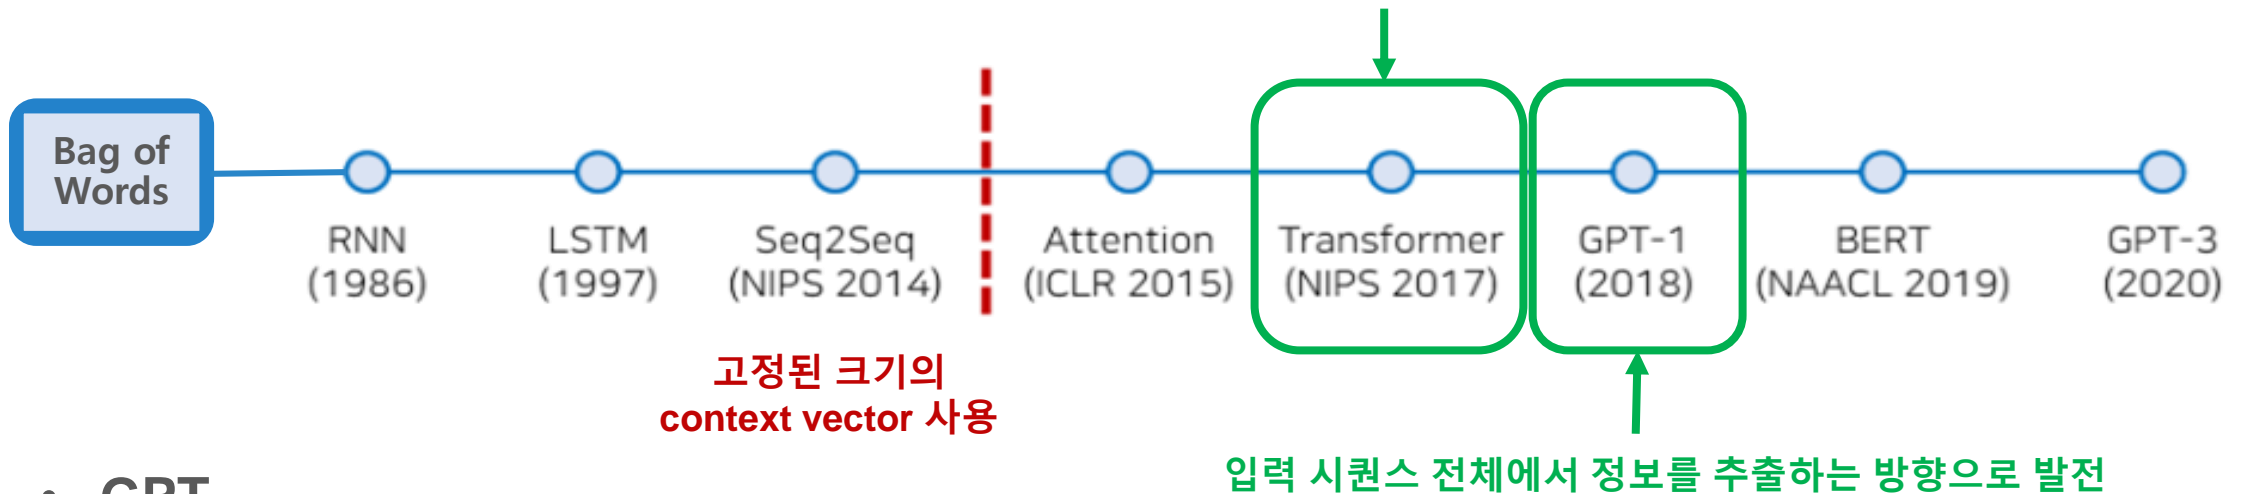 Bag of
Words
RNN
(1986)
LSTM
(1997)
Seq2Seq
(NIPS 2014)
Attention
(ICLR 2015)
Transformer
(NIPS 2017)
GPT-1
(2018)
BERT
(NAACL 2019)
GPT-3
(2020)
고정된 크기의
context vector 사용
입력 시퀀스 전체에서 정보를 추출하는 방향으로 발전
• GPT